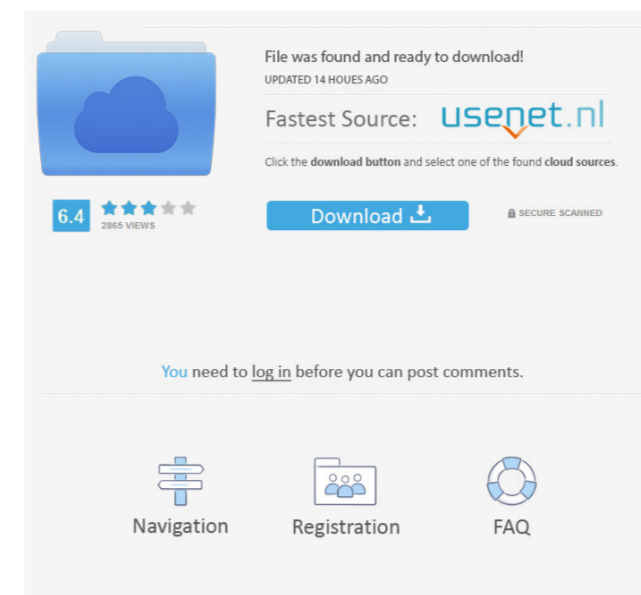 File was found and ready to download!
UPDATED 14 HOUES AGO
Fastest Source: usenet.nl
Click the download button and select one of the found cloud sources.
6.4
2865 VIEWS
Download
SECURE SCANNED
You need to log in before you can post comments.
Navigation
Registration
FAQ